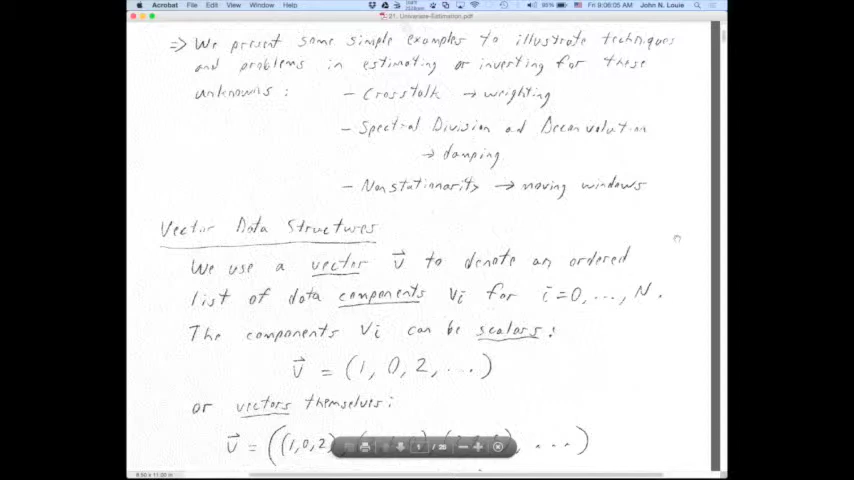 Acrobat File Edit View Window Help 95% Fri 9:06:05 AM John N. Louie
21. Univariate-Estimation.pdf
=> We present some simple examples to illustrate techniques
and problems in estimating or inverting for these
unknowns:
- Crosstalk → weighting
- Spectral Division and Deconvolution
→ damping
- Nonstationarity → moving windows
Vector Data Structures
We use a vector v⃗ to denote an ordered
list of data components vᵢ for i=0, ..., N.
The components vᵢ can be scalars:
v⃗ = (1, 0, 2, ...)
or vectors themselves:
v⃗ = ((1,0,2) , ...)
1 / 20
8.50 x 11.00 in